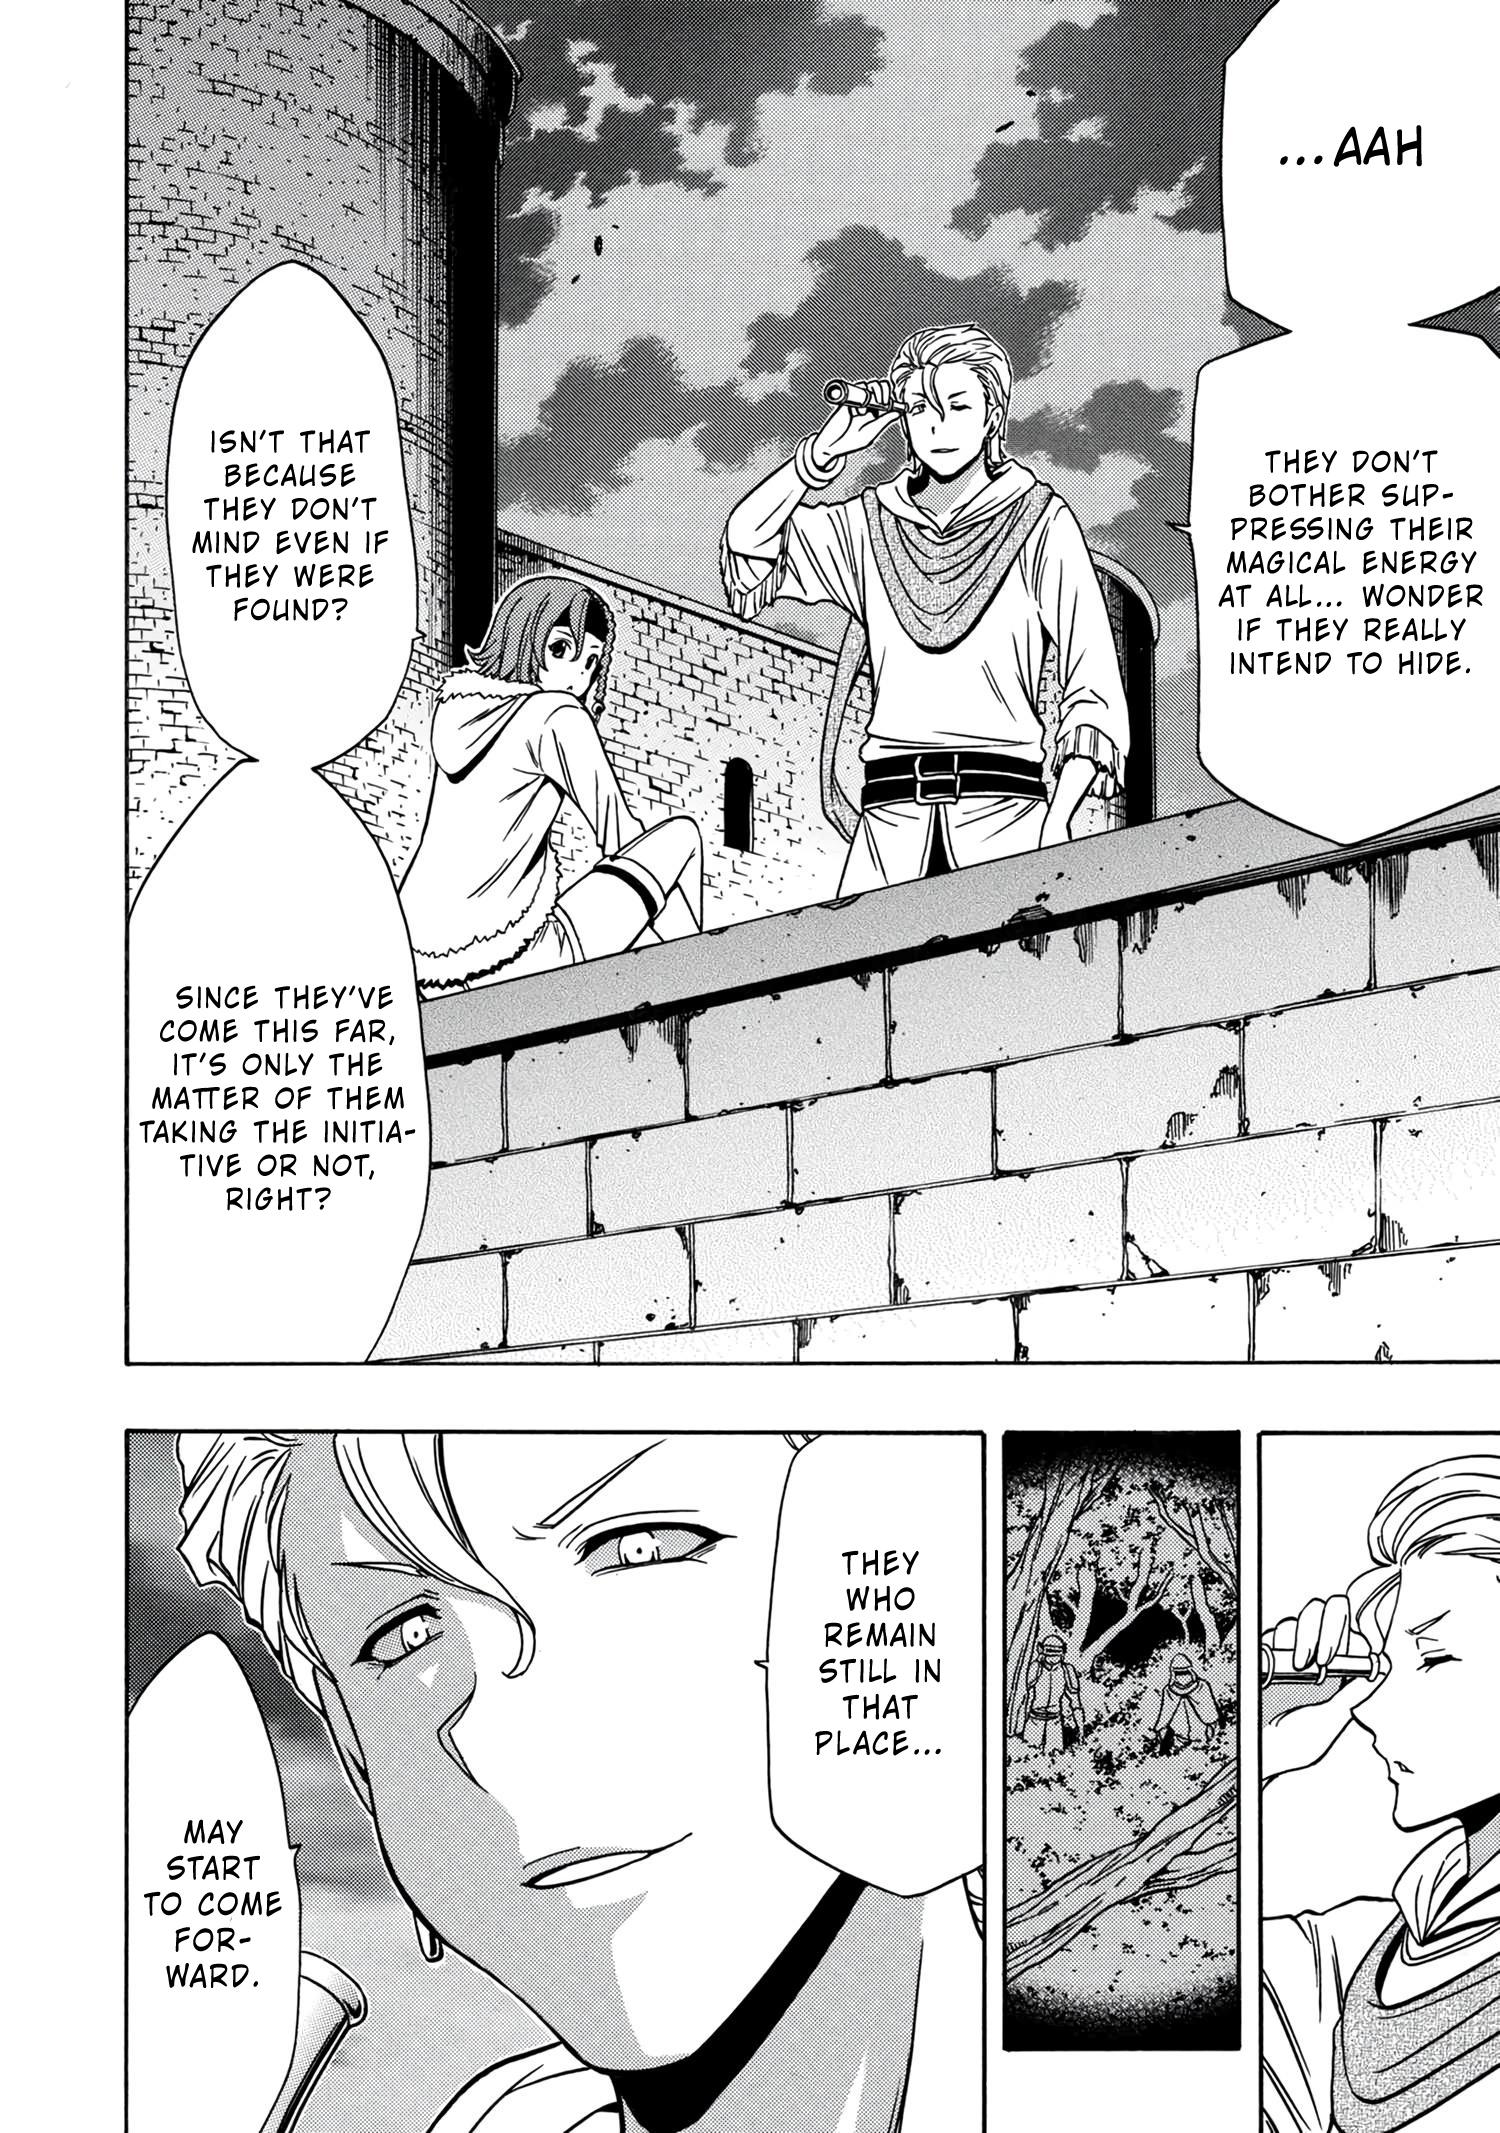 ...AAH
THEY DON'T
BOTHER SUP-
PRESSING THEIR
MAGICAL ENERGY
AT ALL... WONDER
IF THEY REALLY
INTEND TO HIDE.
ISN'T THAT
BECAUSE
THEY DON'T
MIND EVEN IF
THEY WERE
FOUND?
SINCE THEY'VE
COME THIS FAR,
IT'S ONLY THE
MATTER OF THEM
TAKING THE INITIA-
TIVE OR NOT,
RIGHT?
THEY
WHO
REMAIN
STILL IN
THAT
PLACE...
MAY
START
TO COME
FOR-
WARD.